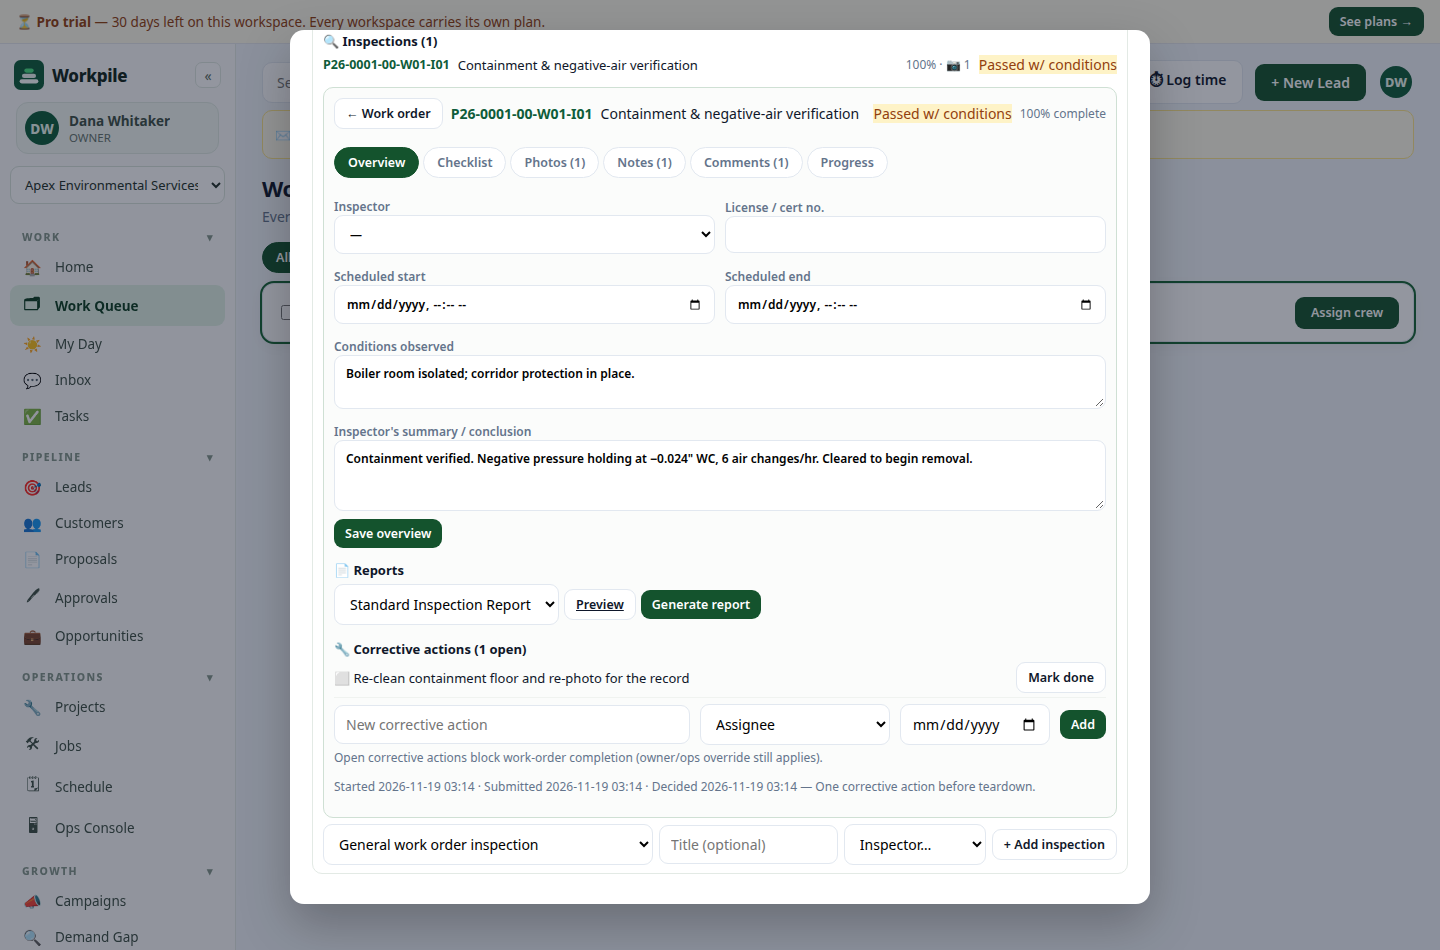 ⏳ Pro trial — 30 days left on this workspace. Every workspace carries its own plan.
See plans →
Workpile
«
DW
Dana Whitaker
OWNER
Apex Environmental Services
WORK
Home
Work Queue
My Day
Inbox
Tasks
PIPELINE
Leads
Customers
Proposals
Approvals
Opportunities
OPERATIONS
Projects
Jobs
Schedule
Ops Console
GROWTH
Campaigns
Demand Gap
Se
Log time
+ New Lead
DW
Wo
Ever
All
Assign crew
🔍 Inspections (1)
P26-0001-00-W01-I01 Containment & negative-air verification 100% · 📷 1 Passed w/ conditions
← Work order P26-0001-00-W01-I01 Containment & negative-air verification Passed w/ conditions 100% complete
Overview Checklist Photos (1) Notes (1) Comments (1) Progress
Inspector License / cert no.
—
Scheduled start Scheduled end
mm/dd/yyyy, --:-- -- mm/dd/yyyy, --:-- --
Conditions observed
Boiler room isolated; corridor protection in place.
Inspector's summary / conclusion
Containment verified. Negative pressure holding at −0.024" WC, 6 air changes/hr. Cleared to begin removal.
Save overview
📄 Reports
Standard Inspection Report Preview Generate report
🔧 Corrective actions (1 open)
Re-clean containment floor and re-photo for the record Mark done
New corrective action Assignee mm/dd/yyyy Add
Open corrective actions block work-order completion (owner/ops override still applies).
Started 2026-11-19 03:14 · Submitted 2026-11-19 03:14 · Decided 2026-11-19 03:14 — One corrective action before teardown.
General work order inspection Title (optional) Inspector... + Add inspection